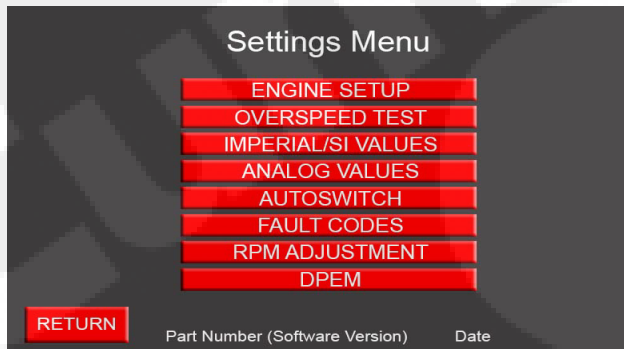 Settings Menu
ENGINE SETUP
OVERSPEED TEST
IMPERIAL/SI VALUES
ANALOG VALUES
AUTOSWITCH
FAULT CODES
RPM ADJUSTMENT
DPEM
RETURN
Part Number (Software Version) Date